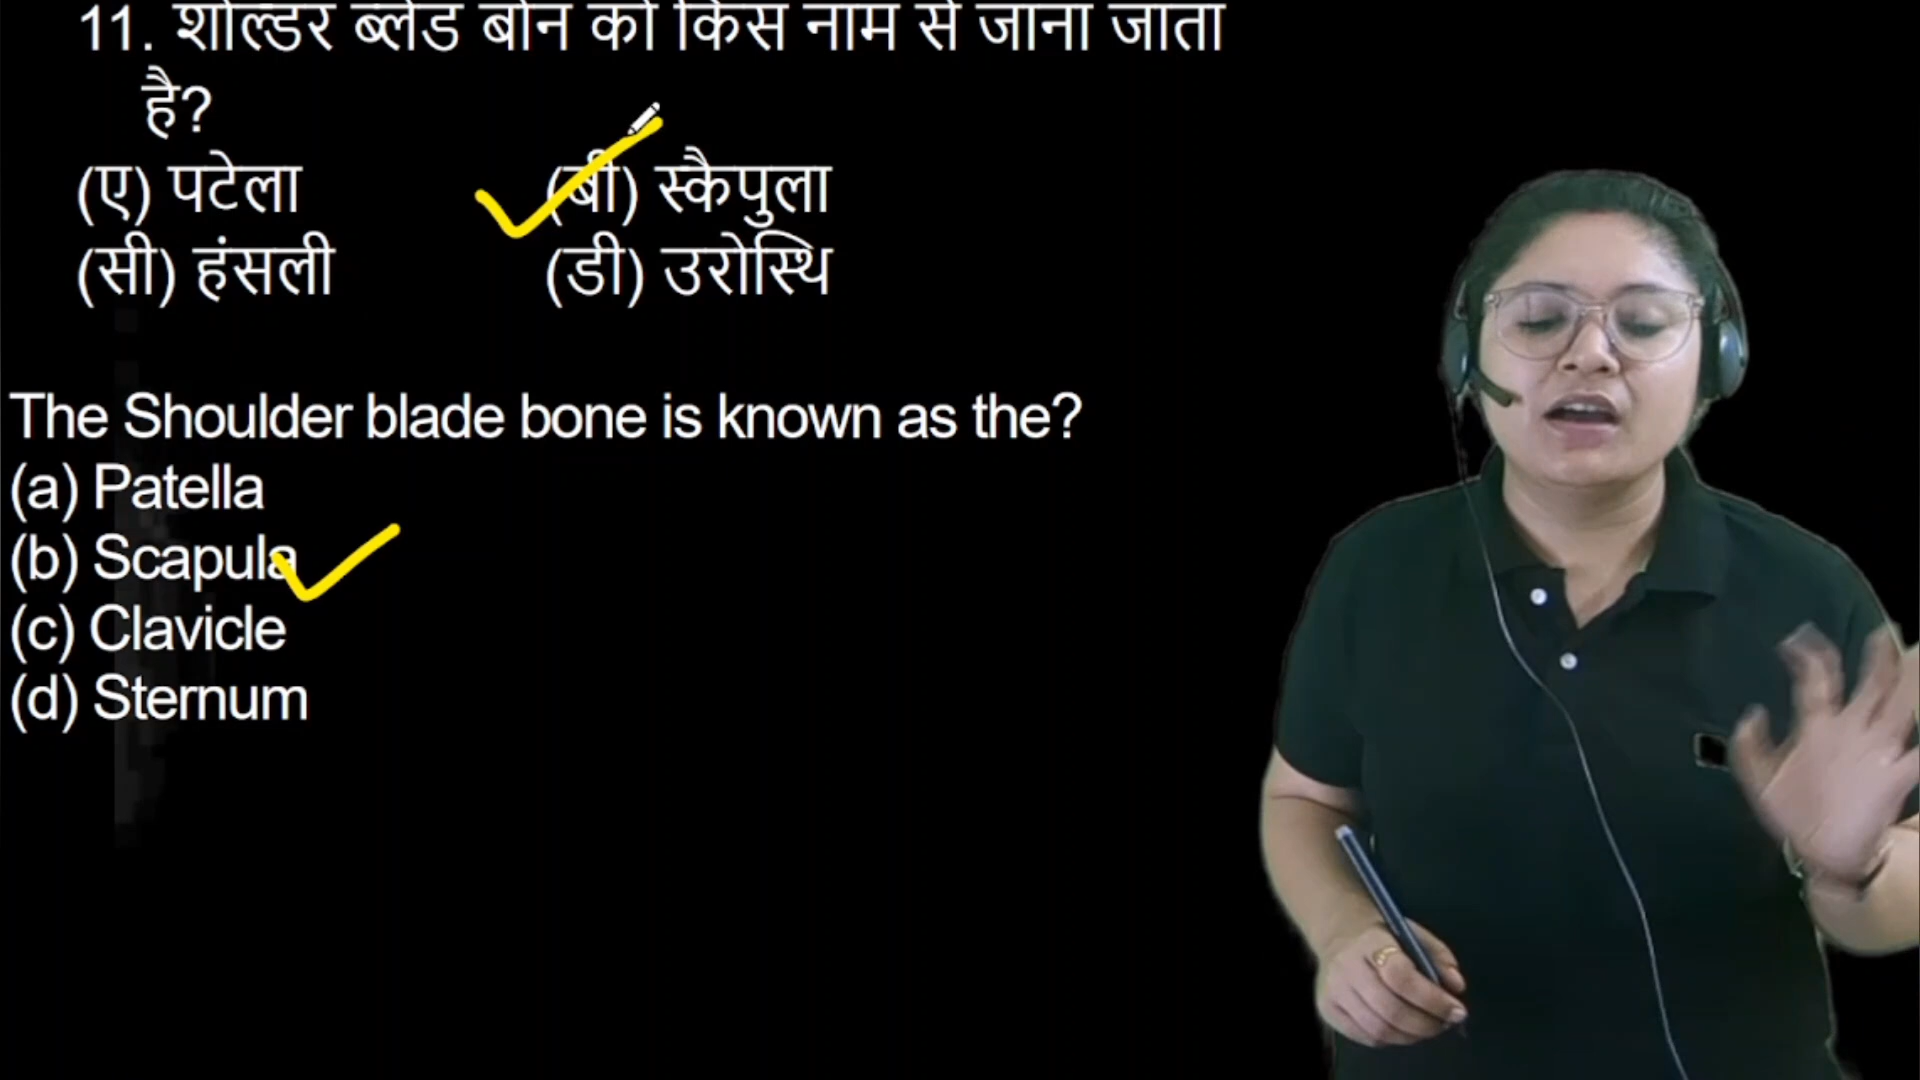 11. शोल्डर ब्लेड बोन को किस नाम से जाना जाता
है?
(ए) पटेला (बी) स्कैपुला
(सी) हंसली (डी) उरोस्थि
The Shoulder blade bone is known as the?
(a) Patella
(b) Scapula
(c) Clavicle
(d) Sternum